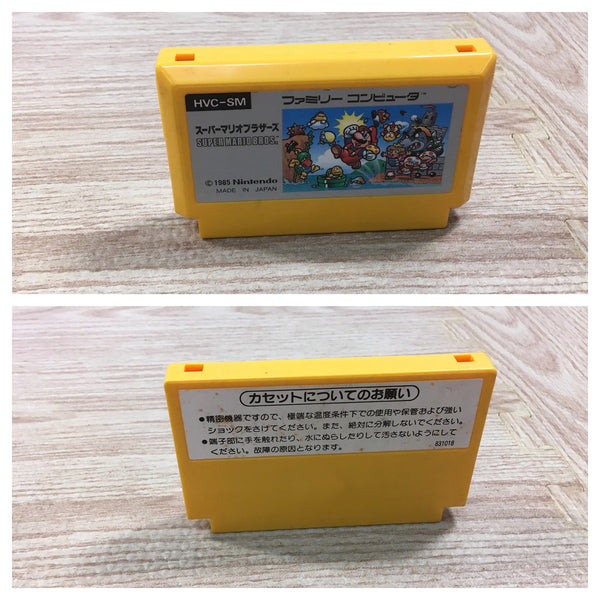 HVC-SM
ファミリー コンピュータ™
スーパーマリオブラザーズ
SUPER MARIO BROS.
©1985 Nintendo
MADE IN JAPAN
カセットについてのお願い
●精密機器ですので、極端な温度条件下での使用や保管および強い
ショックをさけてください。また、絶対に分解しないでください。
●端子部に手を触れたり、水にぬらしたりして汚さないようにして
ください。故障の原因となります。
831018